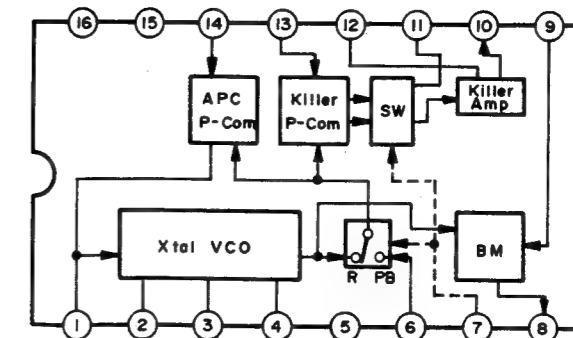 16 15 14 13 12 11 10 9
APC
P-Com
Killer
P-Com
SW
Killer
Amp
Xtal VCO
R PB
BM
1 2 3 4 5 6 7 8